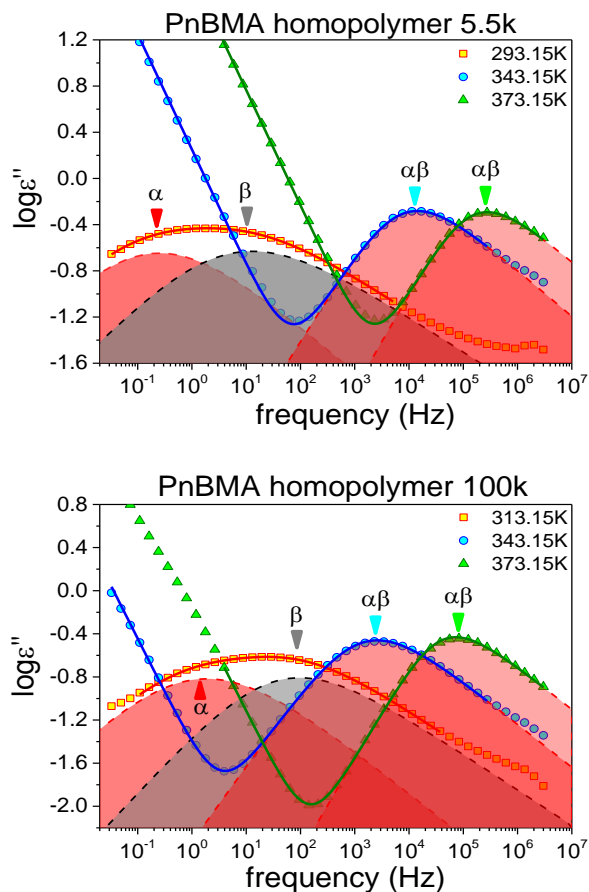 PnBMA homopolymer 5.5k
1.2
0.8
0.4
0.0
-0.4
-0.8
-1.2
-1.6
logε"
293.15K
343.15K
373.15K
α
β
αβ
αβ
10⁻¹ 10⁰ 10¹ 10² 10³ 10⁴ 10⁵ 10⁶ 10⁷
frequency (Hz)
PnBMA homopolymer 100k
0.8
0.4
0.0
-0.4
-0.8
-1.2
-1.6
-2.0
logε"
313.15K
343.15K
373.15K
α
β
αβ
αβ
10⁻¹ 10⁰ 10¹ 10² 10³ 10⁴ 10⁵ 10⁶ 10⁷
frequency (Hz)